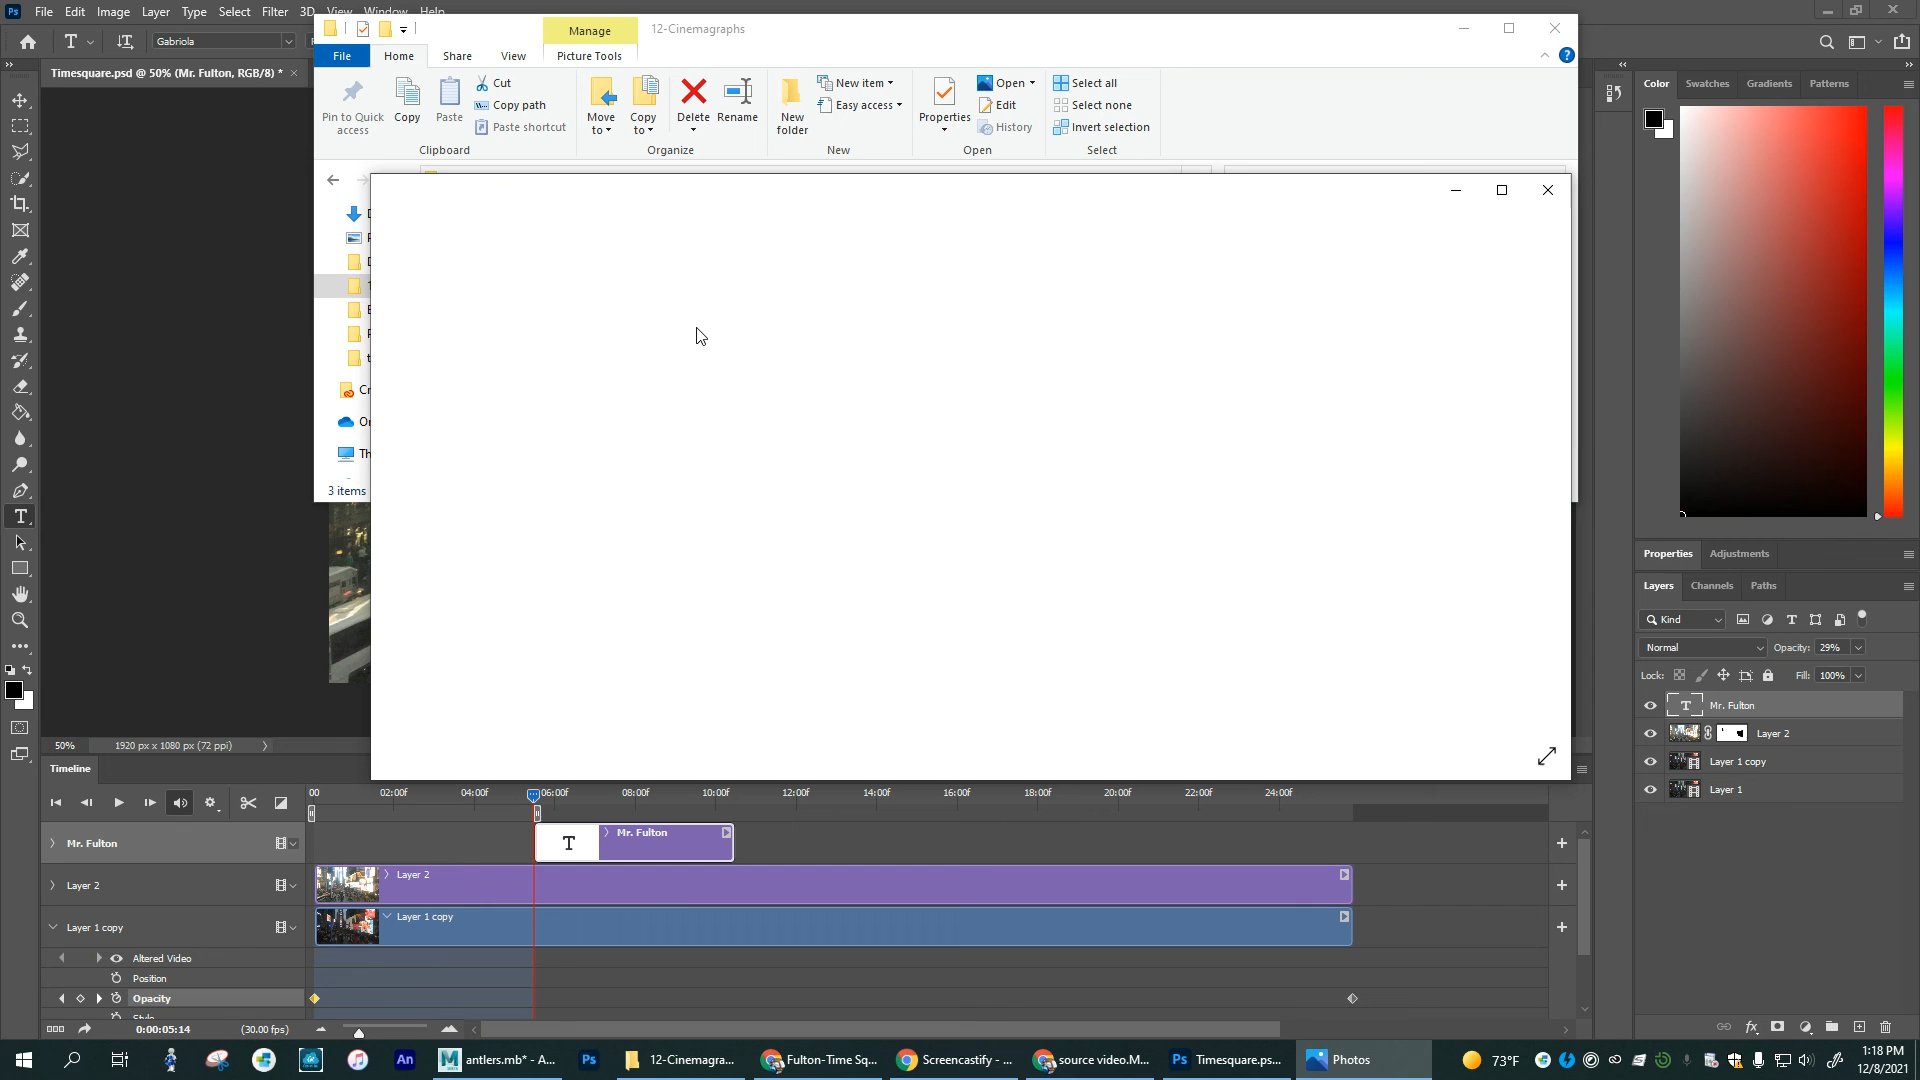 Ps File Edit Image Layer Type Select Filter 3D View Window Help
Gabriola
Timesquare.psd @ 50% (Mr. Fulton, RGB/8) *
Manage 12-Cinemagraphs
File Home Share View Picture Tools
Pin to Quick access
Copy
Paste
Cut
Copy path
Paste shortcut
Clipboard
Move to
Copy to
Delete
Rename
Organize
New folder
New item
Easy access
New
Properties
Open
Edit
History
Open
Select all
Select none
Invert selection
Select
3 items
Color Swatches Gradients Patterns
Properties Adjustments
Layers Channels Paths
Kind
Normal Opacity: 29%
Lock: Fill: 100%
T Mr. Fulton
Layer 2
Layer 1 copy
Layer 1
50% 1920 px x 1080 px (72 ppi)
Timeline
00 02:00f 04:00f 06:00f 08:00f 10:00f 12:00f 14:00f 16:00f 18:00f 20:00f 22:00f 24:00f
Mr. Fulton T Mr. Fulton
Layer 2 Layer 2
Layer 1 copy Layer 1 copy
Altered Video
Position
Opacity
Style
0:00:05:14 (30.00 fps)
An
antlers.mb* - A...
Ps
12-Cinemagra...
Fulton-Time Sq...
Screencastify - ...
source video.M...
Ps Timesquare.ps...
Photos
73°F
1:18 PM
12/8/2021